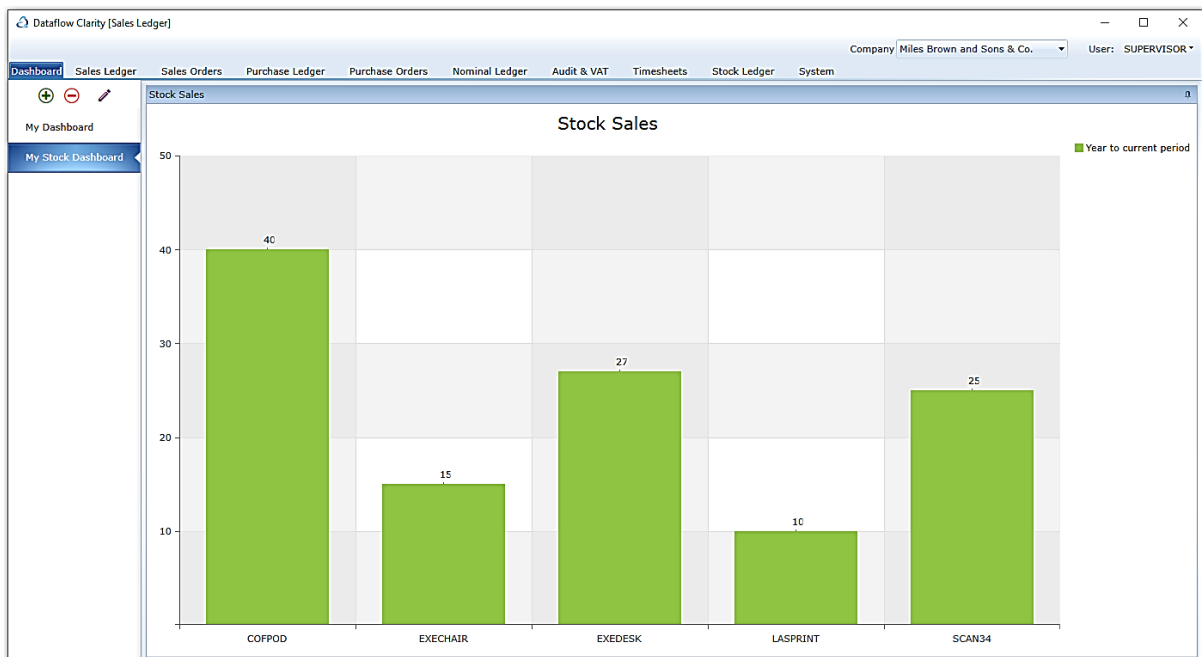 Dataflow Clarity [Sales Ledger]
Company Miles Brown and Sons & Co. User: SUPERVISOR
Dashboard Sales Ledger Sales Orders Purchase Ledger Purchase Orders Nominal Ledger Audit & VAT Timesheets Stock Ledger System
Stock Sales
My Dashboard
My Stock Dashboard
Stock Sales
Year to current period
50
40
30
20
10
40
15
27
10
25
COFPOD EXECHAIR EXEDESK LASPRINT SCAN34